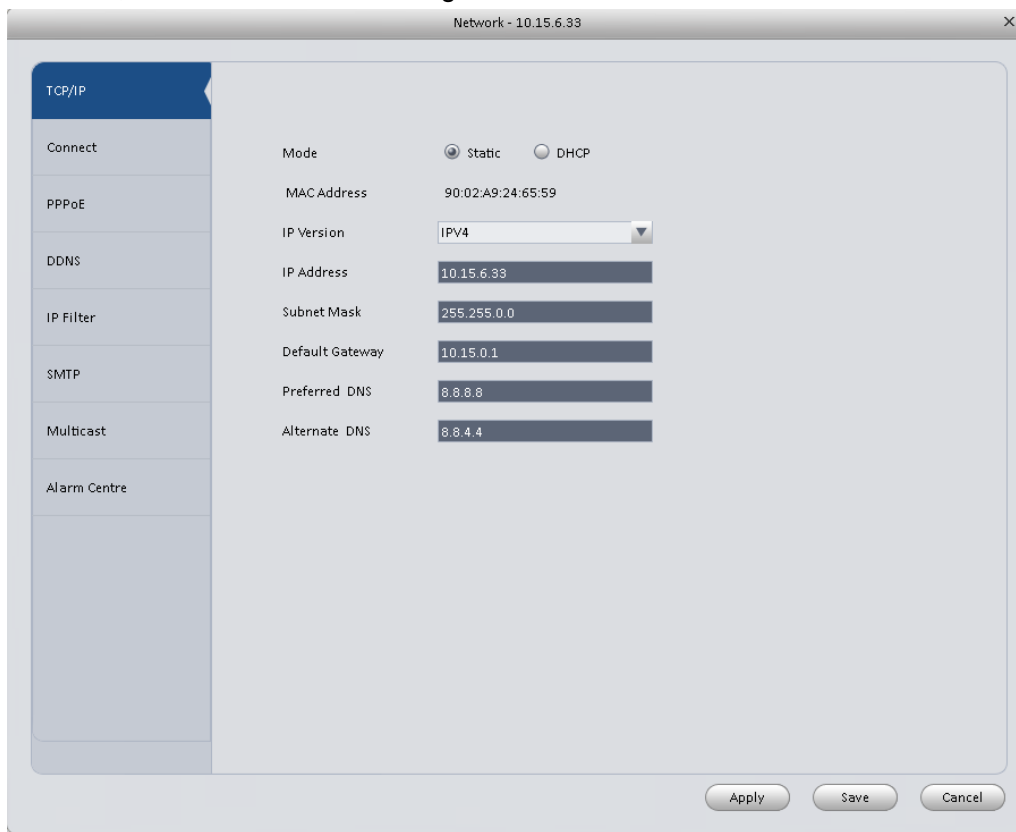 Network - 10.15.6.33 X
TCP/IP
Connect
PPPoE
DDNS
IP Filter
SMTP
Multicast
Alarm Centre
Mode Static DHCP
MAC Address 90:02:A9:24:65:59
IP Version IPV4
IP Address 10.15.6.33
Subnet Mask 255.255.0.0
Default Gateway 10.15.0.1
Preferred DNS 8.8.8.8
Alternate DNS 8.8.4.4
Apply Save Cancel